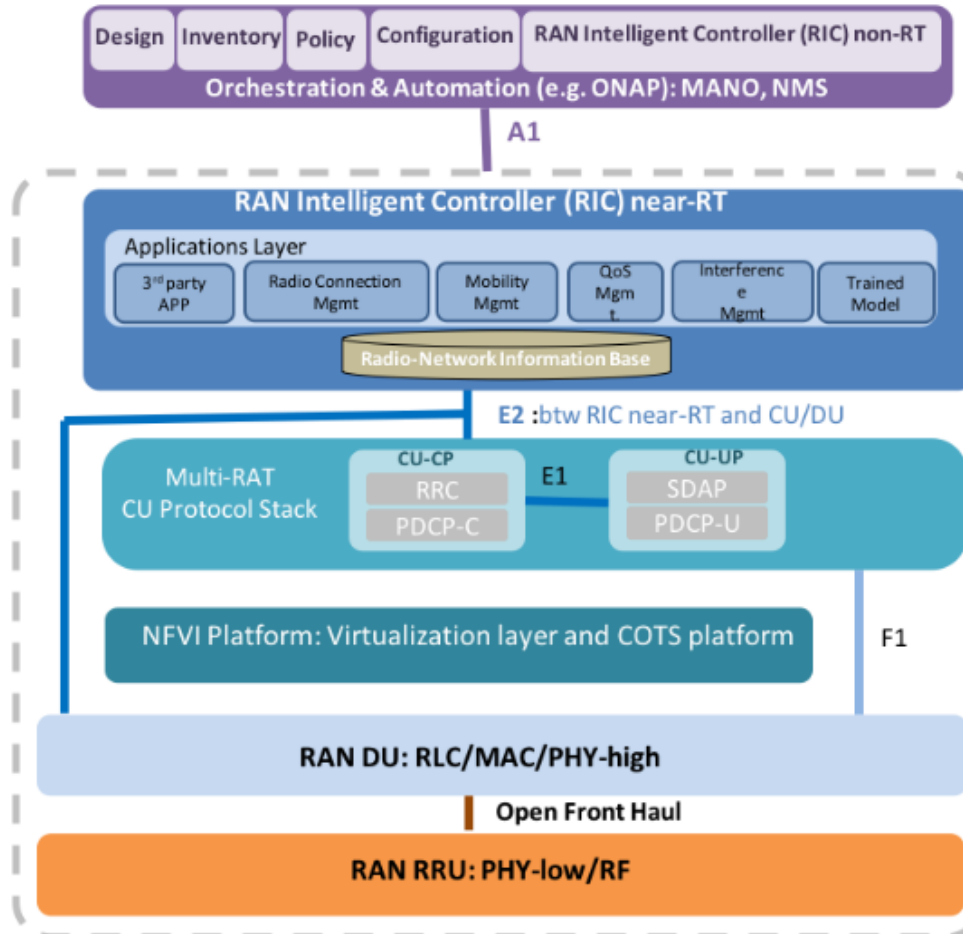 Design Inventory Policy Configuration RAN Intelligent Controller (RIC) non-RT
Orchestration & Automation (e.g. ONAP): MANO, NMS
A1
RAN Intelligent Controller (RIC) near-RT
Applications Layer
3rd party
APP
Radio Connection
Mgmt
Mobility
Mgmt
QoS
Mgm
t.
Interferenc
e
Mgmt
Trained
Model
Radio-Network Information Base
E2 :btw RIC near-RT and CU/DU
Multi-RAT
CU Protocol Stack
CU-CP
RRC
PDCP-C
E1
CU-UP
SDAP
PDCP-U
NFVI Platform: Virtualization layer and COTS platform
F1
RAN DU: RLC/MAC/PHY-high
Open Front Haul
RAN RRU: PHY-low/RF